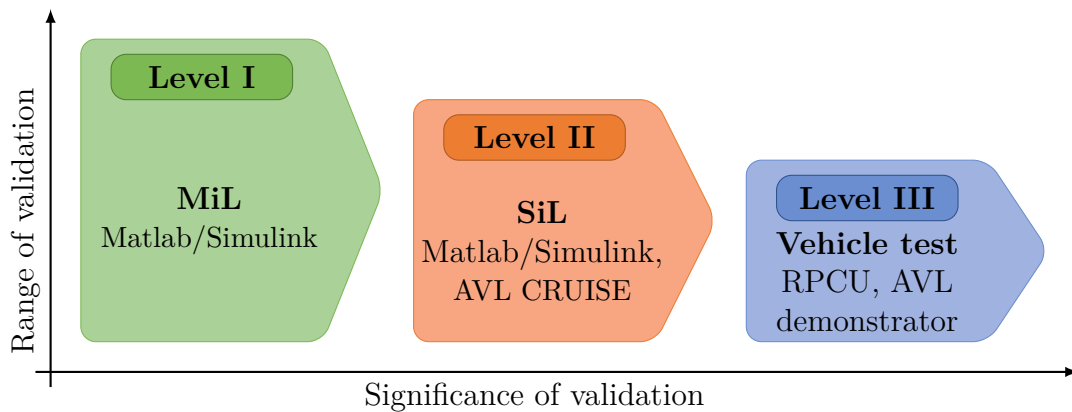 Range of validation
Level I
MiL
Matlab/Simulink
Level II
SiL
Matlab/Simulink,
AVL CRUISE
Level III
Vehicle test
RPCU, AVL
demonstrator
Significance of validation